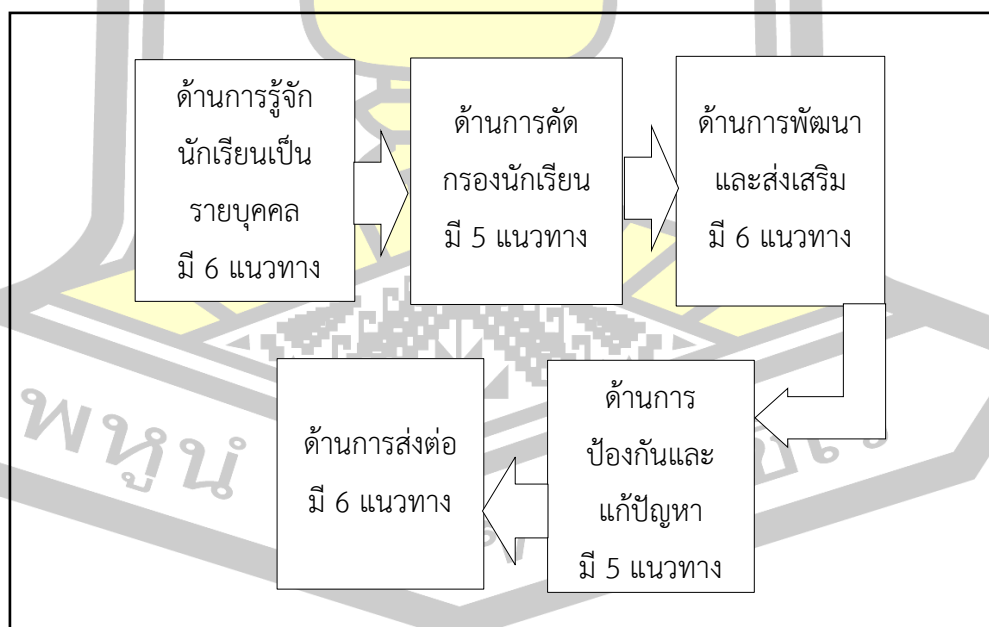 ด้านการรู้จัก
นักเรียนเป็น
รายบุคคล
มี 6 แนวทาง
ด้านการคัด
กรองนักเรียน
มี 5 แนวทาง
ด้านการพัฒนา
และส่งเสริม
มี 6 แนวทาง
ด้านการ
ป้องกันและ
แก้ปัญหา
มี 5 แนวทาง
ด้านการส่งต่อ
มี 6 แนวทาง
พหูนํ